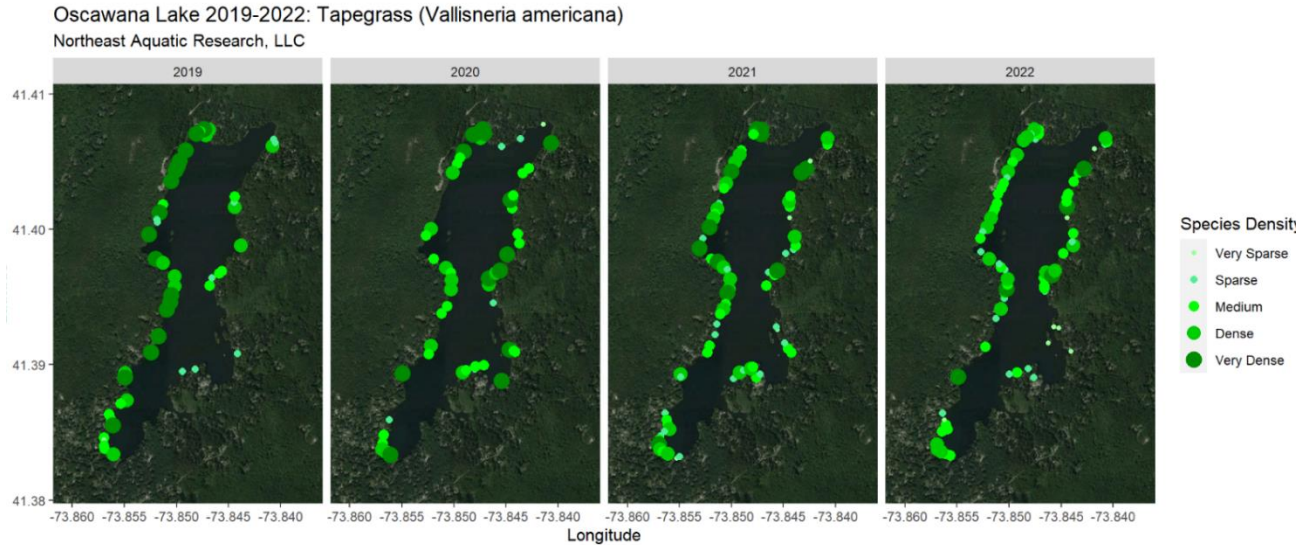 Oscawana Lake 2019-2022: Tapegrass (Vallisneria americana)
Northeast Aquatic Research, LLC
2019 2020 2021 2022
41.41
41.40
41.39
41.38
Species Density
Very Sparse
Sparse
Medium
Dense
Very Dense
-73.860 -73.855 -73.850 -73.845 -73.840 -73.860 -73.855 -73.850 -73.845 -73.840 -73.860 -73.855 -73.850 -73.845 -73.840 -73.860 -73.855 -73.850 -73.845 -73.840
Longitude